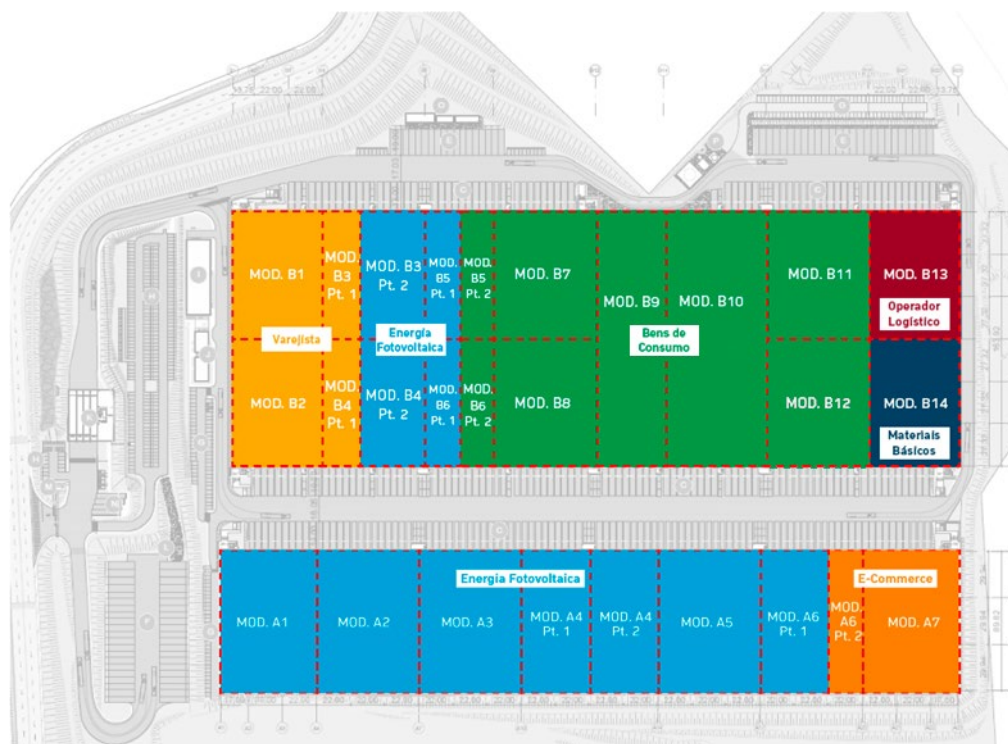 MOD. B1
MOD.
B3
Pt. 1
MOD. B3
Pt. 2
MOD.
B5
Pt. 1
MOD.
B5
Pt. 2
MOD. B7
MOD. B9
MOD. B10
MOD. B11
MOD. B13
Operador
Logístico
Varejista
Energía
Fotovoltaica
Bens de
Consumo
MOD. B2
MOD.
B4
Pt. 1
MOD. B4
Pt. 2
MOD.
B6
Pt. 1
MOD.
B6
Pt. 2
MOD. B8
MOD. B12
MOD. B14
Materiais
Básicos
Energia Fotovoltaica
E-Commerce
MOD. A1
MOD. A2
MOD. A3
MOD. A4
Pt. 1
MOD. A4
Pt. 2
MOD. A5
MOD. A6
Pt. 1
MOD.
A6
Pt. 2
MOD. A7